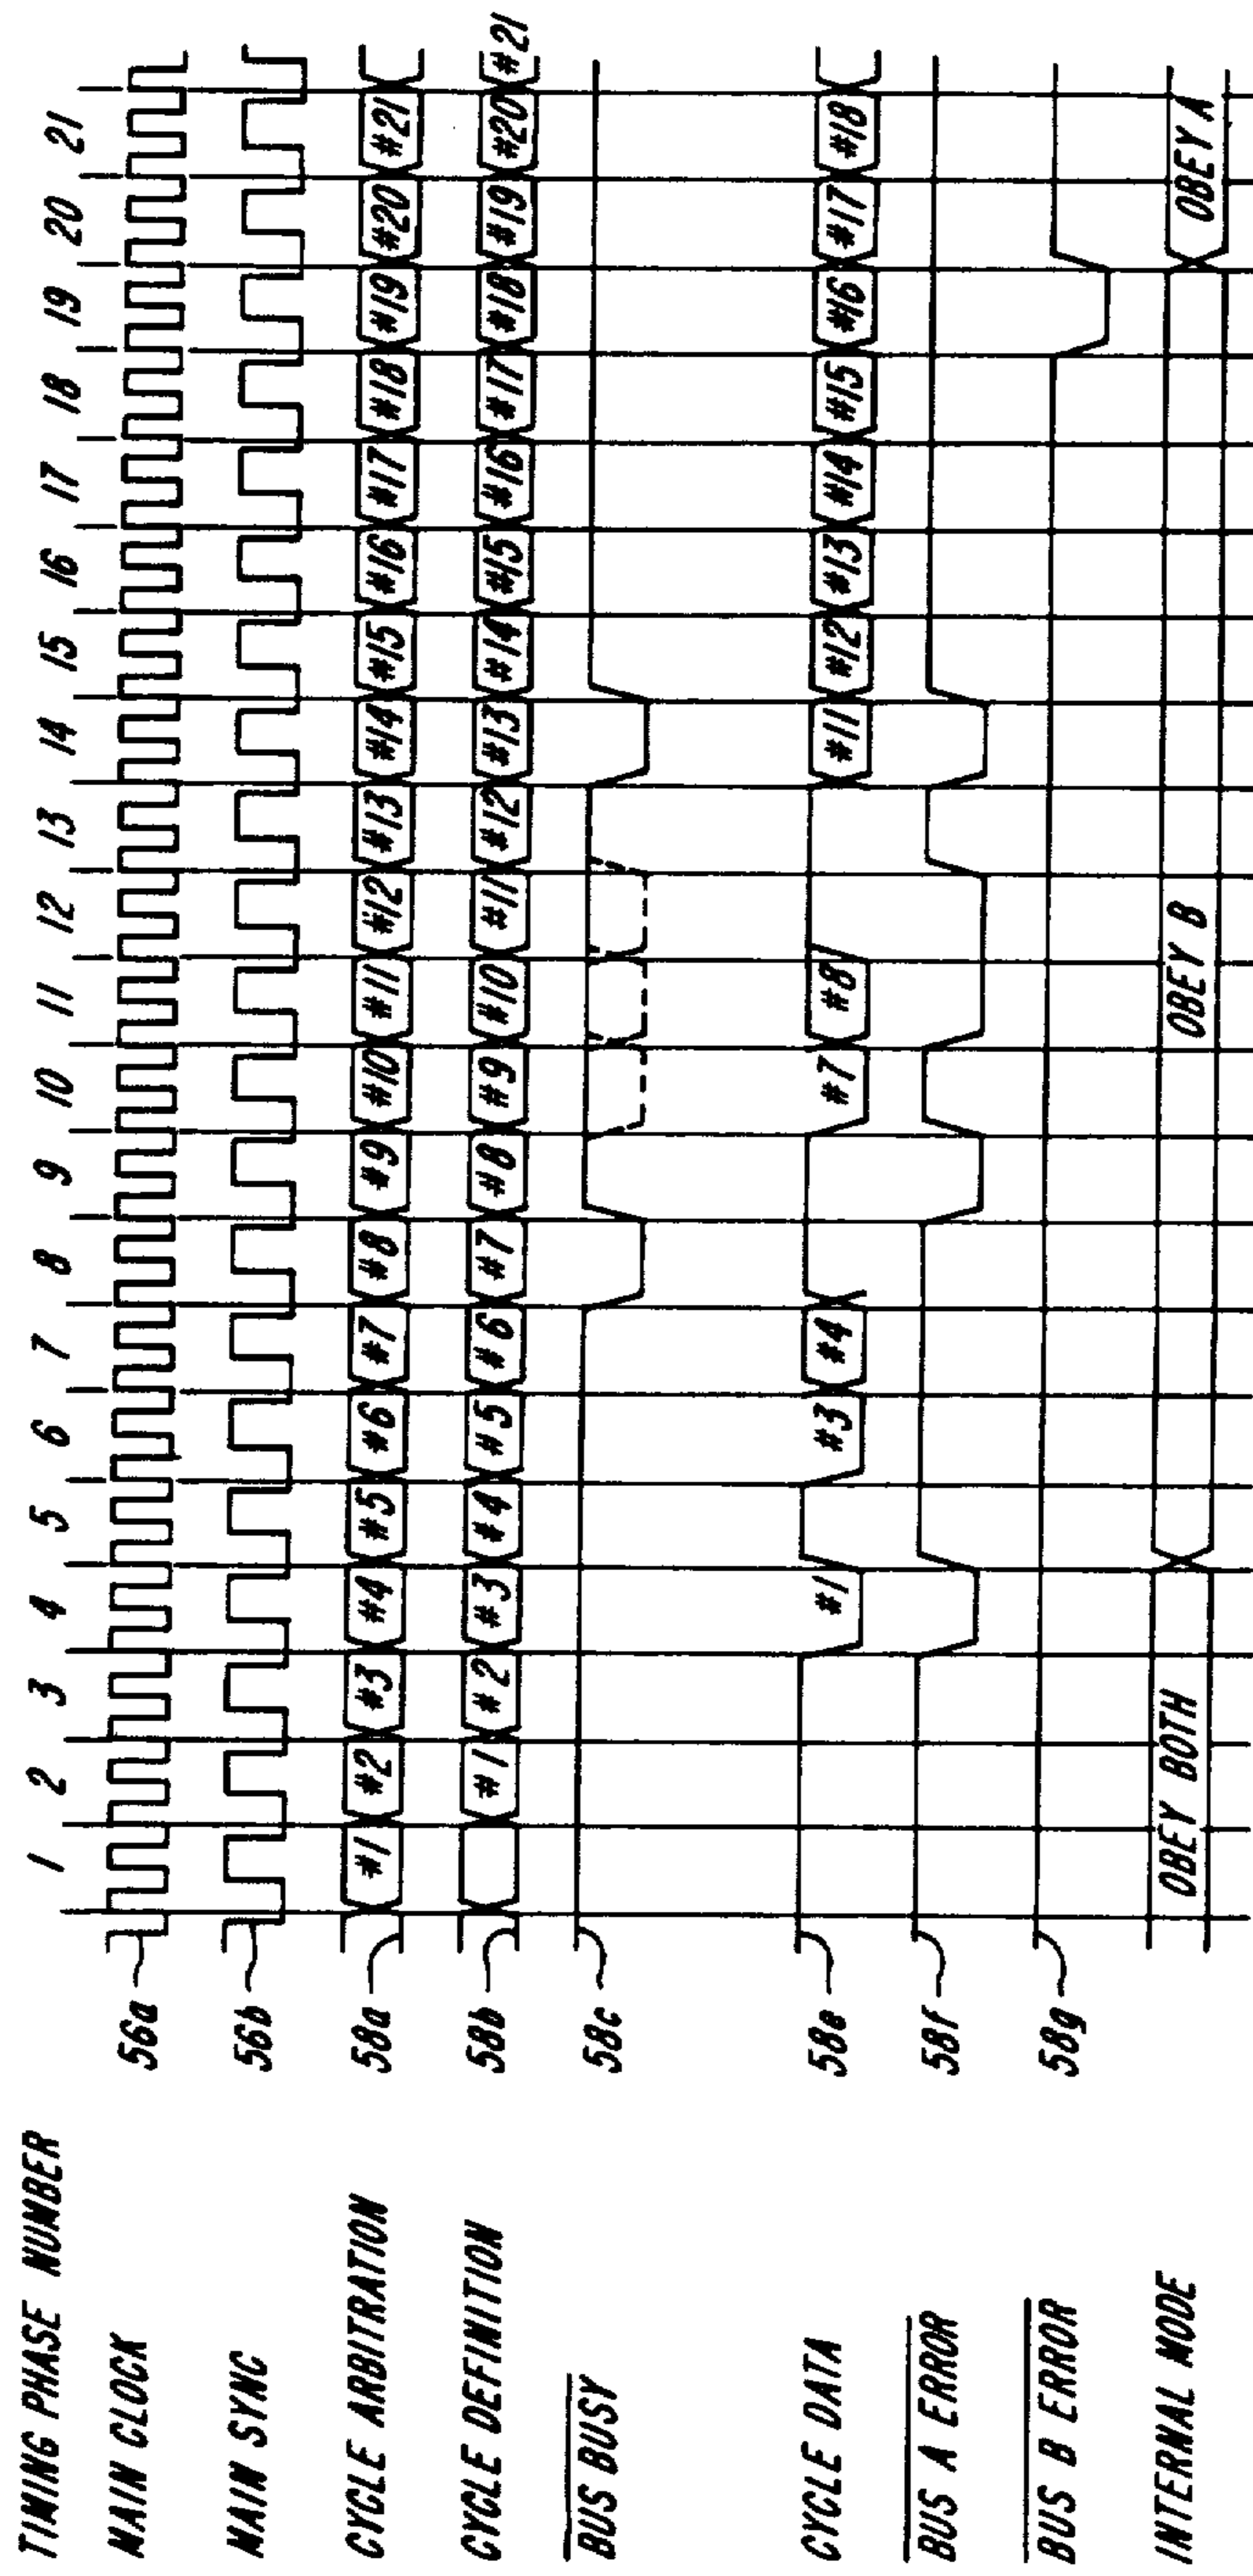 TIMING PHASE NUMBER 1 2 3 4 5 6 7 8 9 10 11 12 13 14 15 16 17 18 19 20 21
MAIN CLOCK 56a
MAIN SYNC 56b
CYCLE ARBITRATION 58a #1 #2 #3 #4 #5 #6 #7 #8 #9 #10 #11 #12 #13 #14 #15 #16 #17 #18 #19 #20 #21
CYCLE DEFINITION 58b #1 #2 #3 #4 #5 #6 #7 #8 #9 #10 #11 #12 #13 #14 #15 #16 #17 #18 #19 #20 #21
BUS BUSY 58c
CYCLE DATA 58e #1 #3 #4 #7 #8 #11 #12 #13 #14 #15 #16 #17 #18
BUS A ERROR 58f
BUS B ERROR 58g
INTERNAL MODE OBEY BOTH OBEY B OBEY A